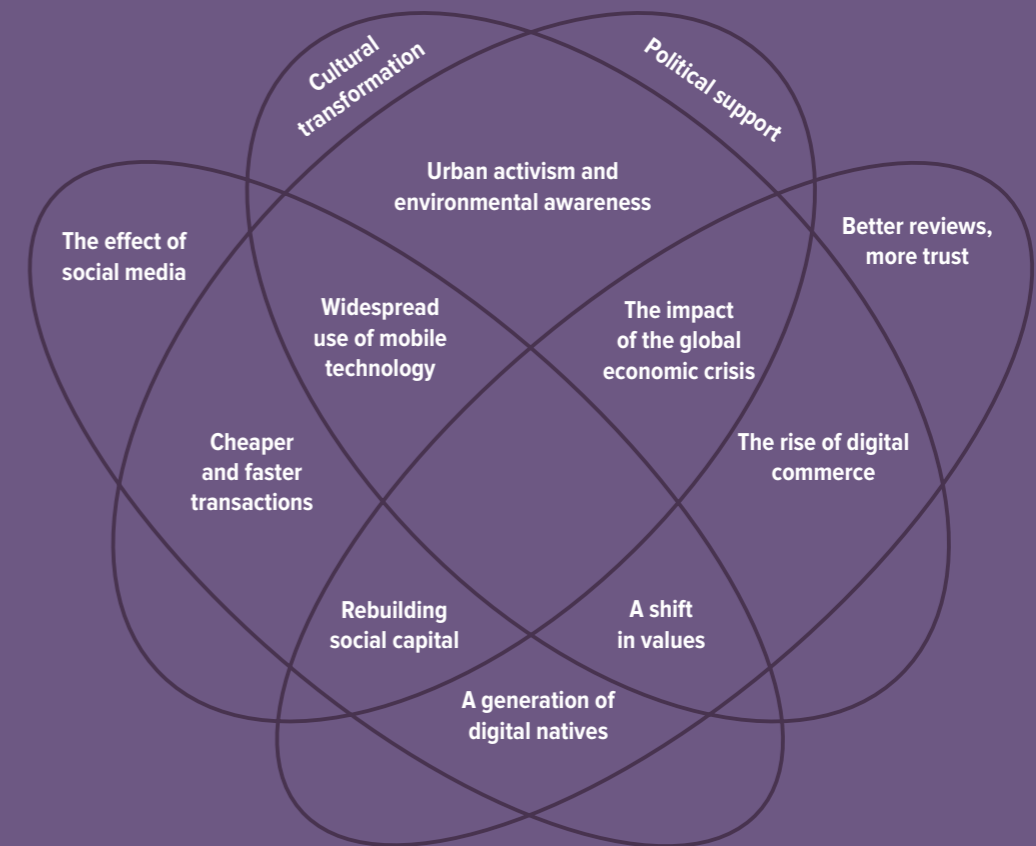 Cultural
transformation
Political support
Urban activism and
environmental awareness
The effect of
social media
Better reviews,
more trust
Widespread
use of mobile
technology
The impact
of the global
economic crisis
Cheaper
and faster
transactions
The rise of digital
commerce
Rebuilding
social capital
A shift
in values
A generation of
digital natives